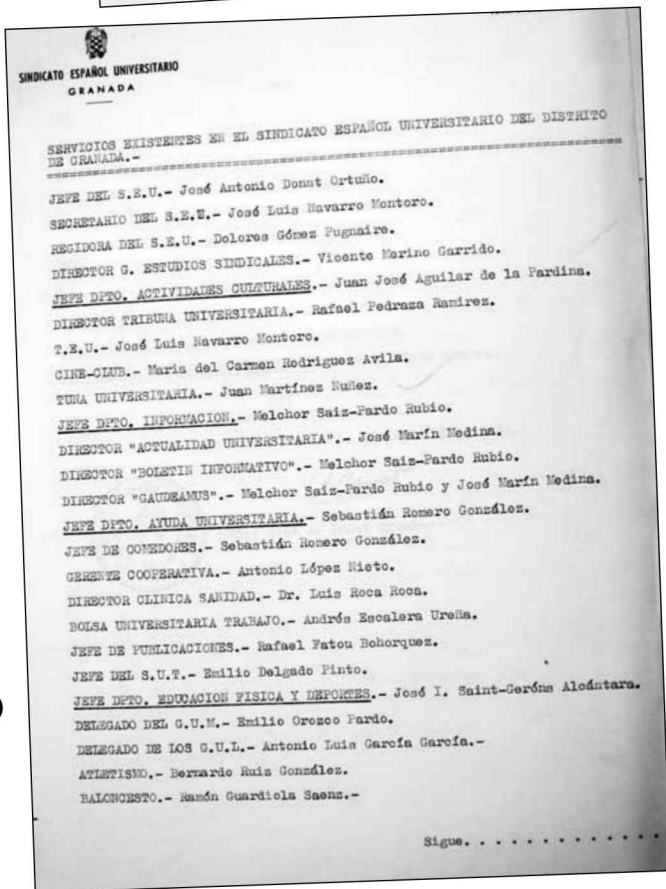 SINDICATO ESPAÑOL UNIVERSITARIO
GRANADA
SERVICIOS EXISTENTES EN EL SINDICATO ESPAÑOL UNIVERSITARIO DEL DISTRITO
DE GRANADA.-
JEFE DEL S.E.U.- José Antonio Donat Ortuño.
SECRETARIO DEL S.E.U.- José Luis Navarro Montoro.
REGIDORA DEL S.E.U.- Dolores Gómez Pugnaire.
DIRECTOR G. ESTUDIOS SINDICALES.- Vicente Merino Garrido.
JEFE DPTO. ACTIVIDADES CULTURALES.- Juan José Aguilar de la Pardina.
DIRECTOR TRIBUNA UNIVERSITARIA.- Rafael Pedraza Ramirez.
T.E.U.- José Luis Navarro Montoro.
CINE-CLUB.- Maria del Carmen Rodriguez Avila.
TUNA UNIVERSITARIA.- Juan Martínez Nuñez.
JEFE DPTO. INFORMACION.- Melchor Saiz-Pardo Rubio.
DIRECTOR "ACTUALIDAD UNIVERSITARIA".- José Marín Medina.
DIRECTOR "BOLETIN INFORMATIVO".- Melchor Saiz-Pardo Rubio.
DIRECTOR "GAUDEAMUS".- Melchor Saiz-Pardo Rubio y José Marín Medina.
JEFE DPTO. AYUDA UNIVERSITARIA.- Sebastián Romero González.
JEFE DE COMEDORES.- Sebastián Romero González.
GERENTE COOPERATIVA.- Antonio López Nieto.
DIRECTOR CLINICA SANIDAD.- Dr. Luis Roca Roca.
BOLSA UNIVERSITARIA TRABAJO.- Andrés Escalera Ureña.
JEFE DE PUBLICACIONES.- Rafael Fatou Bohorquez.
JEFE DEL S.U.T.- Emilio Delgado Pinto.
JEFE DPTO. EDUCACION FISICA Y DEPORTES.- José I. Saint-Geróns Alcántara.
DELEGADO DEL G.U.M.- Emilio Orozco Pardo.
DELEGADO DE LOS G.U.L.- Antonio Luis García García.-
ATLETISMO.- Bernardo Ruiz González.
BALONCESTO.- Ramón Guardiola Saenz.-
Sigue. . . . . . . . . . . . .